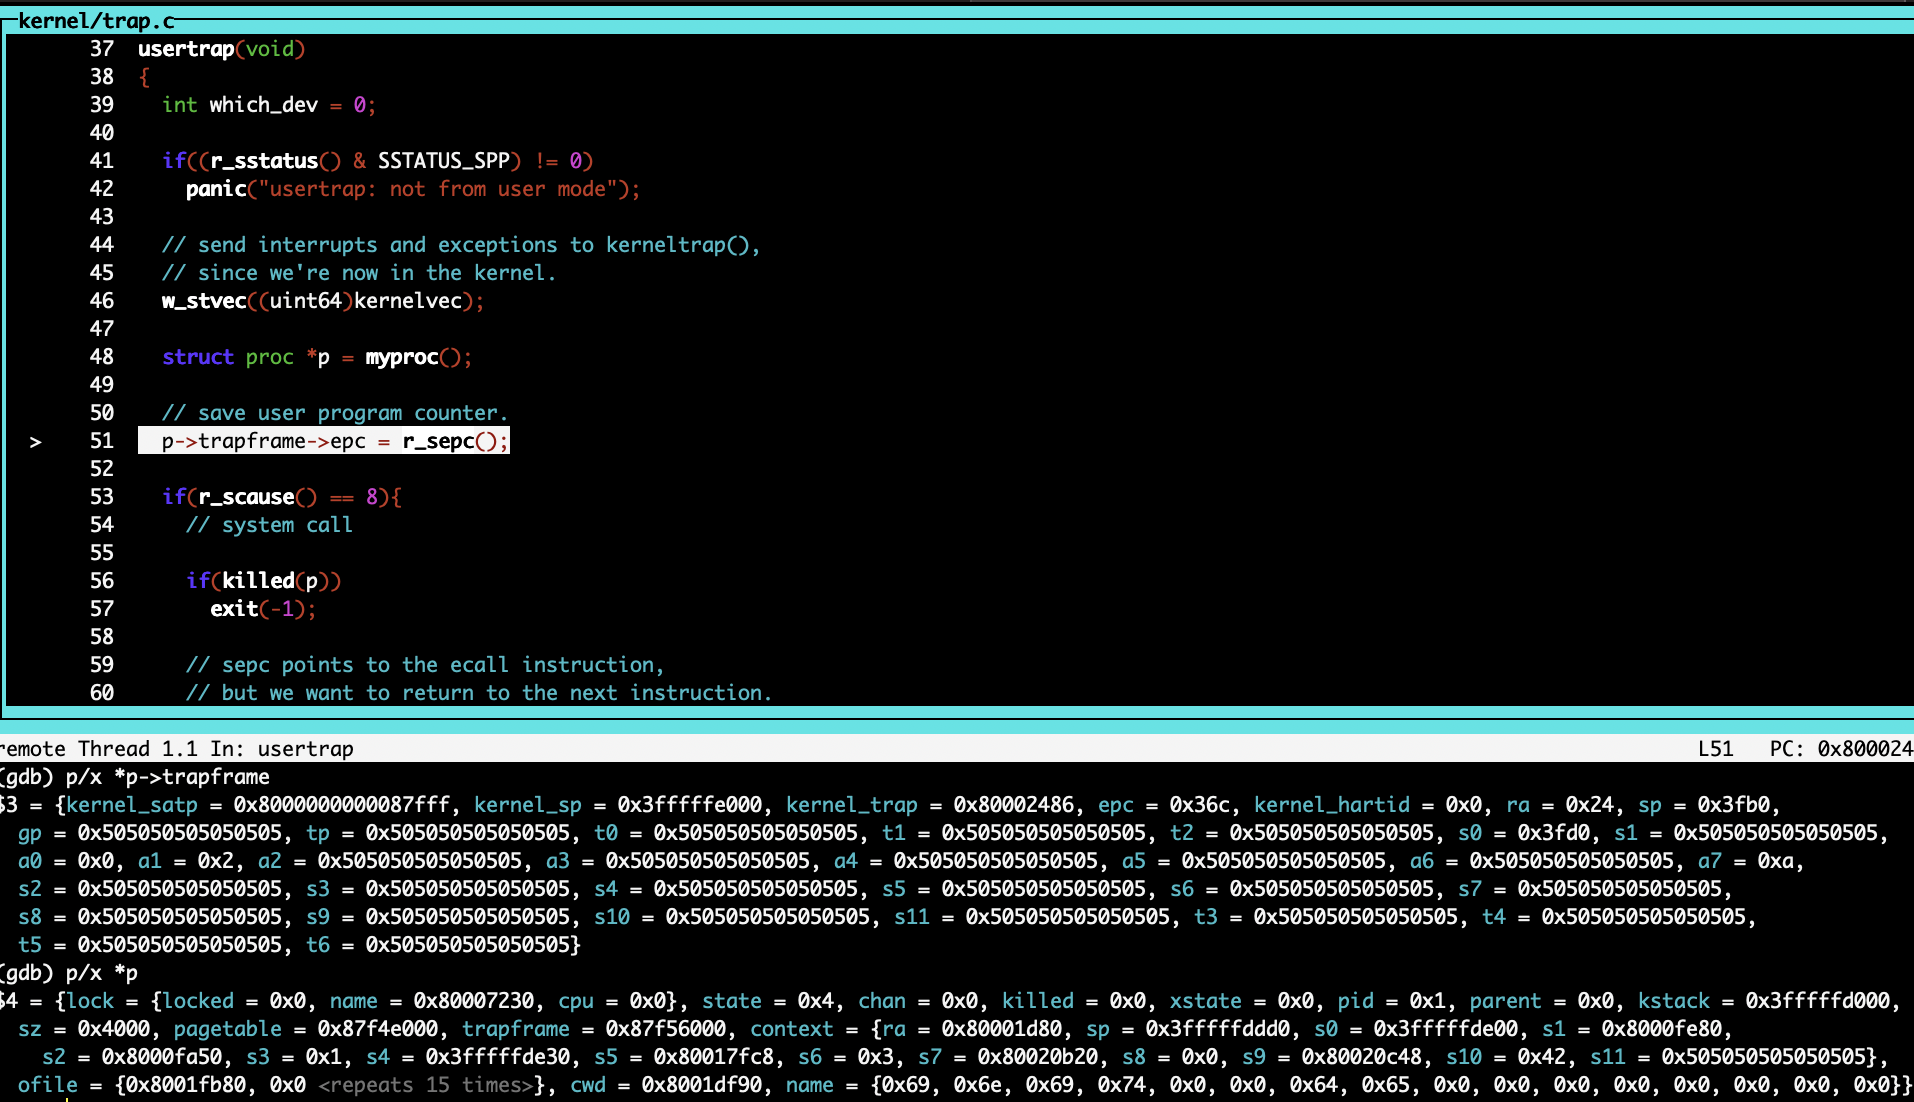 kernel/trap.c
37 usertrap(void)
38 {
39 int which_dev = 0;
40
41 if((r_sstatus() & SSTATUS_SPP) != 0)
42 panic("usertrap: not from user mode");
43
44 // send interrupts and exceptions to kerneltrap(),
45 // since we're now in the kernel.
46 w_stvec((uint64)kernelvec);
47
48 struct proc *p = myproc();
49
50 // save user program counter.
> 51 p->trapframe->epc = r_sepc();
52
53 if(r_scause() == 8){
54 // system call
55
56 if(killed(p))
57 exit(-1);
58
59 // sepc points to the ecall instruction,
60 // but we want to return to the next instruction.
remote Thread 1.1 In: usertrap L51 PC: 0x800024
(gdb) p/x *p->trapframe
$3 = {kernel_satp = 0x8000000000087fff, kernel_sp = 0x3fffffe000, kernel_trap = 0x80002486, epc = 0x36c, kernel_hartid = 0x0, ra = 0x24, sp = 0x3fb0,
gp = 0x505050505050505, tp = 0x505050505050505, t0 = 0x505050505050505, t1 = 0x505050505050505, t2 = 0x505050505050505, s0 = 0x3fd0, s1 = 0x505050505050505,
a0 = 0x0, a1 = 0x2, a2 = 0x505050505050505, a3 = 0x505050505050505, a4 = 0x505050505050505, a5 = 0x505050505050505, a6 = 0x505050505050505, a7 = 0xa,
s2 = 0x505050505050505, s3 = 0x505050505050505, s4 = 0x505050505050505, s5 = 0x505050505050505, s6 = 0x505050505050505, s7 = 0x505050505050505,
s8 = 0x505050505050505, s9 = 0x505050505050505, s10 = 0x505050505050505, s11 = 0x505050505050505, t3 = 0x505050505050505, t4 = 0x505050505050505,
t5 = 0x505050505050505, t6 = 0x505050505050505}
(gdb) p/x *p
$4 = {lock = {locked = 0x0, name = 0x80007230, cpu = 0x0}, state = 0x4, chan = 0x0, killed = 0x0, xstate = 0x0, pid = 0x1, parent = 0x0, kstack = 0x3fffffd000,
sz = 0x4000, pagetable = 0x87f4e000, trapframe = 0x87f56000, context = {ra = 0x80001d80, sp = 0x3fffffddd0, s0 = 0x3fffffde00, s1 = 0x8000fe80,
s2 = 0x8000fa50, s3 = 0x1, s4 = 0x3fffffde30, s5 = 0x80017fc8, s6 = 0x3, s7 = 0x80020b20, s8 = 0x0, s9 = 0x80020c48, s10 = 0x42, s11 = 0x505050505050505},
ofile = {0x8001fb80, 0x0 <repeats 15 times>}, cwd = 0x8001df90, name = {0x69, 0x6e, 0x69, 0x74, 0x0, 0x0, 0x64, 0x65, 0x0, 0x0, 0x0, 0x0, 0x0, 0x0, 0x0, 0x0}}